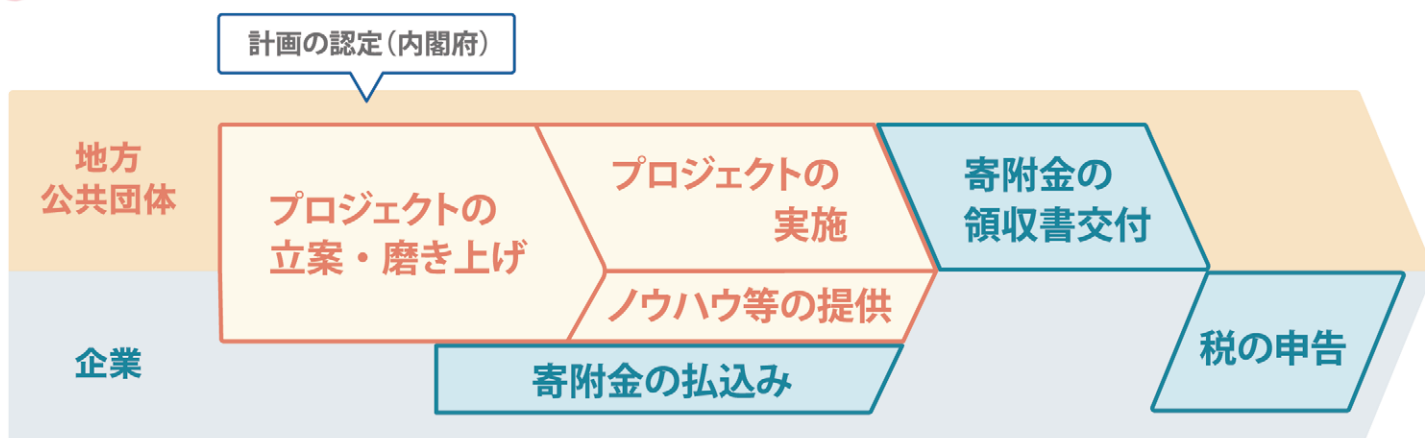 計画の認定（内閣府）
地方
公共団体
プロジェクトの
立案・磨き上げ
プロジェクトの
実施
寄附金の
領収書交付
ノウハウ等の提供
企業
寄附金の払込み
税の申告